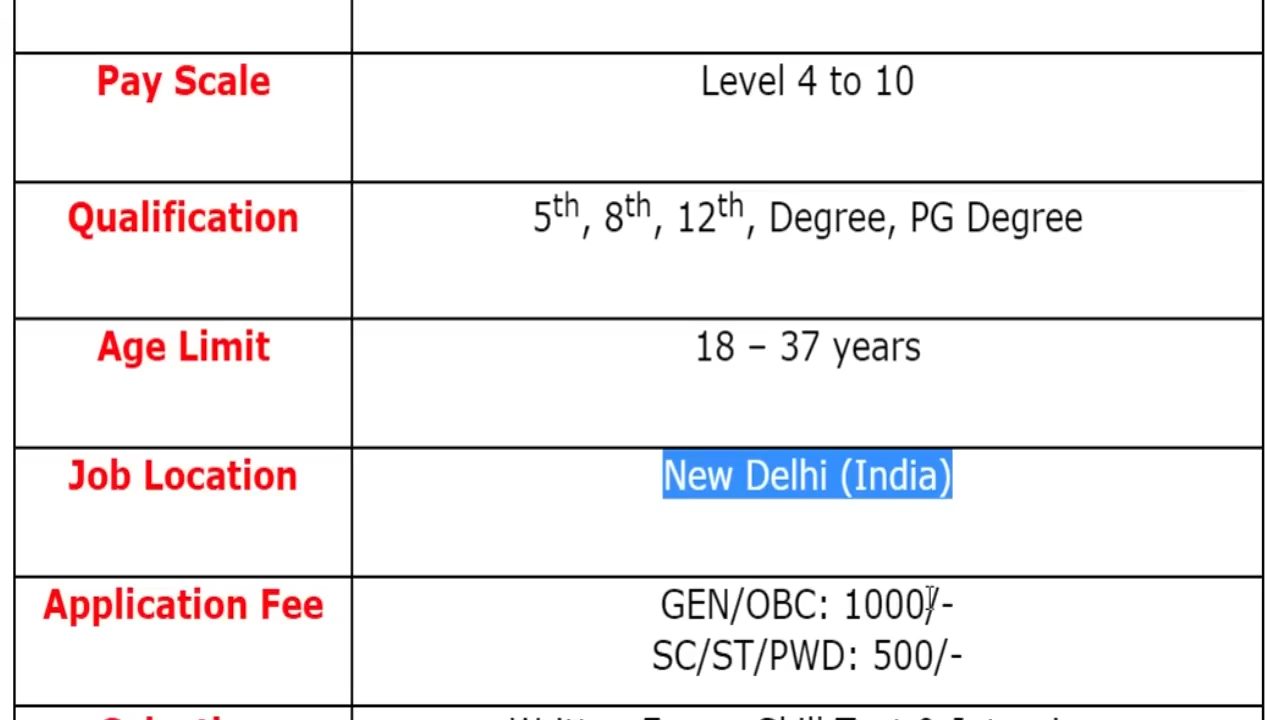 Pay Scale
Level 4 to 10
Qualification
5th, 8th, 12th, Degree, PG Degree
Age Limit
18 – 37 years
Job Location
New Delhi (India)
Application Fee
GEN/OBC: 1000/-
SC/ST/PWD: 500/-